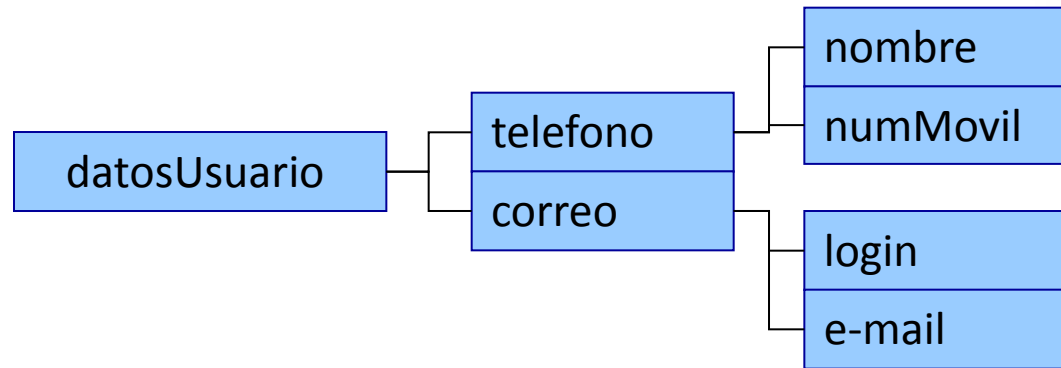 datosUsuario
telefono
correo
nombre
numMovil
login
e-mail